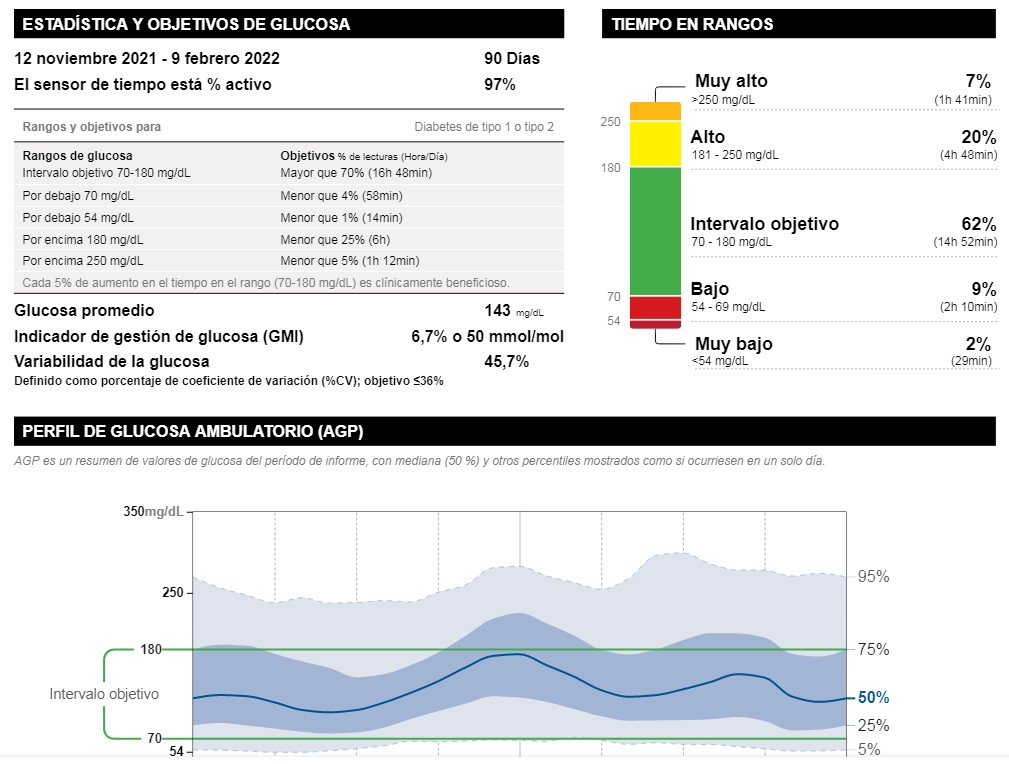 ESTADÍSTICA Y OBJETIVOS DE GLUCOSA
12 noviembre 2021 - 9 febrero 2022 90 Días
El sensor de tiempo está % activo 97%
Rangos y objetivos para Diabetes de tipo 1 o tipo 2
Rangos de glucosa Objetivos % de lecturas (Hora/Día)
Intervalo objetivo 70-180 mg/dL Mayor que 70% (16h 48min)
Por debajo 70 mg/dL Menor que 4% (58min)
Por debajo 54 mg/dL Menor que 1% (14min)
Por encima 180 mg/dL Menor que 25% (6h)
Por encima 250 mg/dL Menor que 5% (1h 12min)
Cada 5% de aumento en el tiempo en el rango (70-180 mg/dL) es clínicamente beneficioso.
Glucosa promedio 143 mg/dL
Indicador de gestión de glucosa (GMI) 6,7% o 50 mmol/mol
Variabilidad de la glucosa 45,7%
Definido como porcentaje de coeficiente de variación (%CV); objetivo ≤36%
TIEMPO EN RANGOS
Muy alto 7%
>250 mg/dL (1h 41min)
250
Alto 20%
181 - 250 mg/dL (4h 48min)
180
Intervalo objetivo 62%
70 - 180 mg/dL (14h 52min)
Bajo 9%
70
54 - 69 mg/dL (2h 10min)
54
Muy bajo 2%
<54 mg/dL (29min)
PERFIL DE GLUCOSA AMBULATORIO (AGP)
AGP es un resumen de valores de glucosa del período de informe, con mediana (50 %) y otros percentiles mostrados como si ocurriesen en un solo día.
350mg/dL
95%
250
180 75%
Intervalo objetivo 50%
25%
70
54 5%